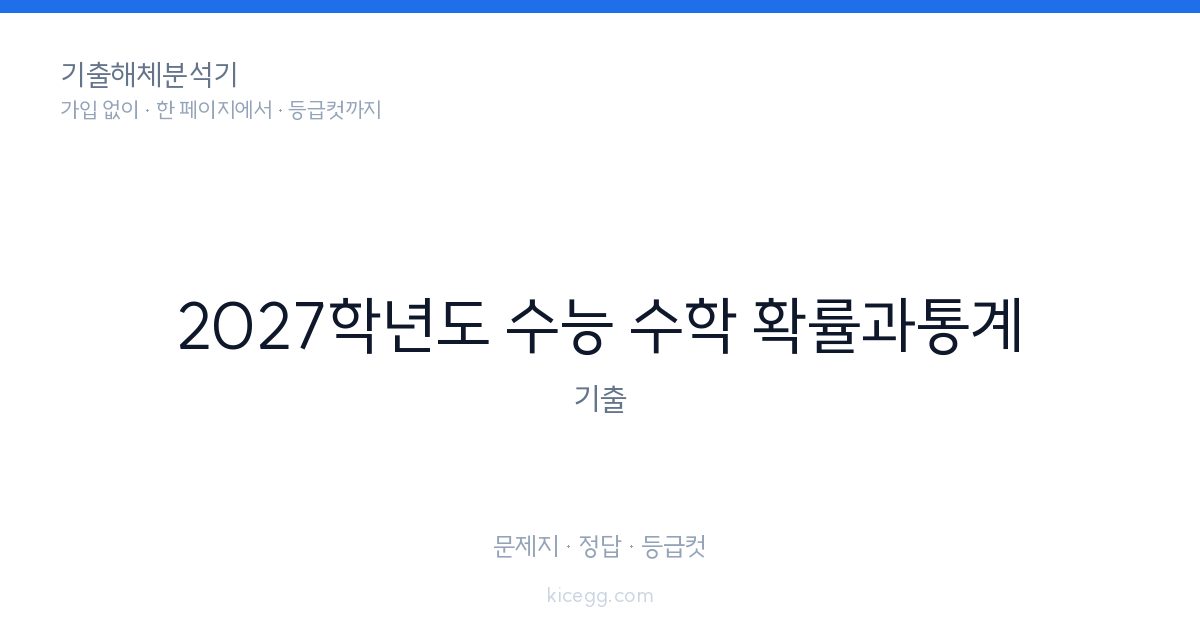 기출해체분석기
가입 없이 · 한 페이지에서 · 등급컷까지
2027학년도 수능 수학 확률과통계
기출
문제지 · 정답 · 등급컷
kicegg.com